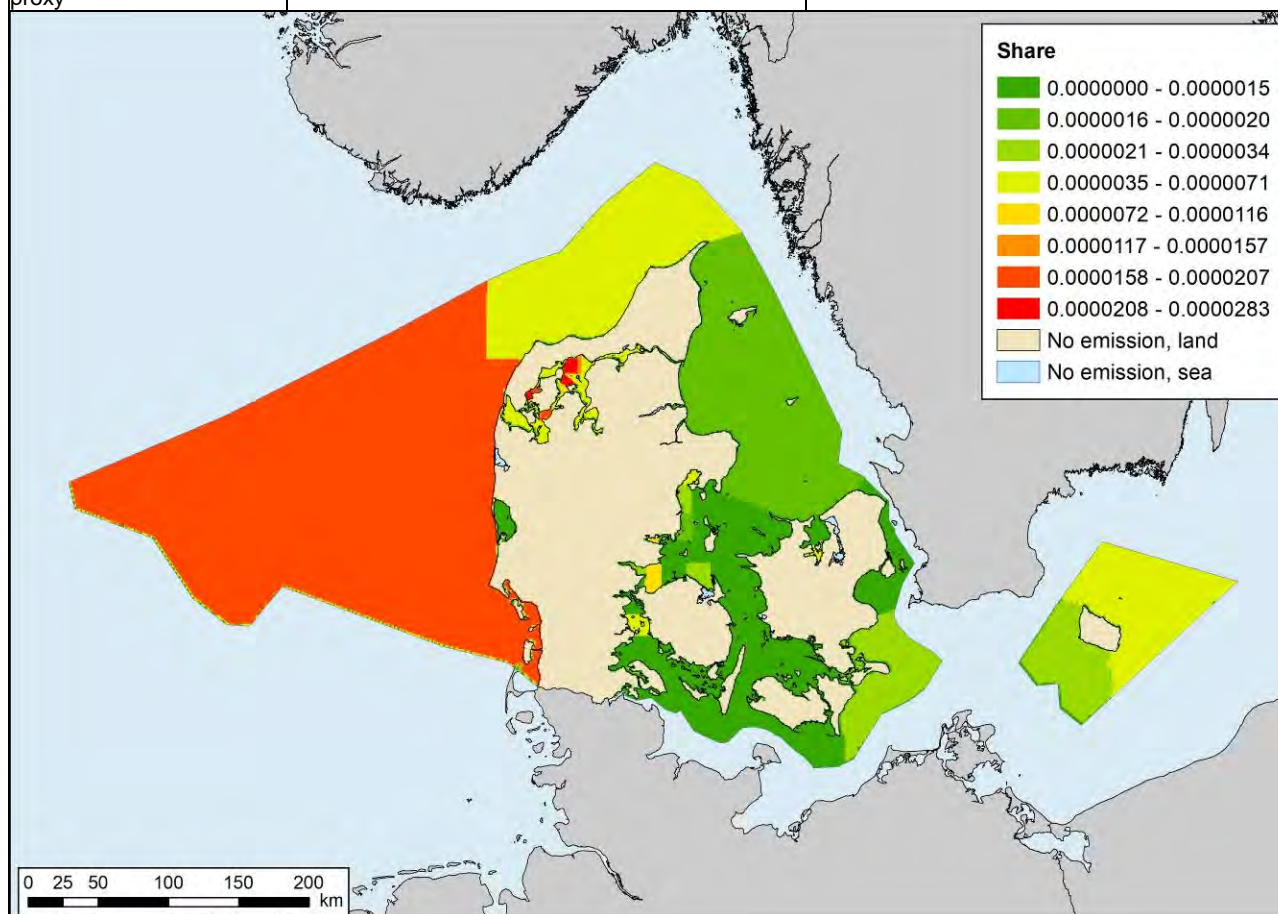 proxy
Share
0.0000000 - 0.0000015
0.0000016 - 0.0000020
0.0000021 - 0.0000034
0.0000035 - 0.0000071
0.0000072 - 0.0000116
0.0000117 - 0.0000157
0.0000158 - 0.0000207
0.0000208 - 0.0000283
No emission, land
No emission, sea
0 25 50 100 150 200
km